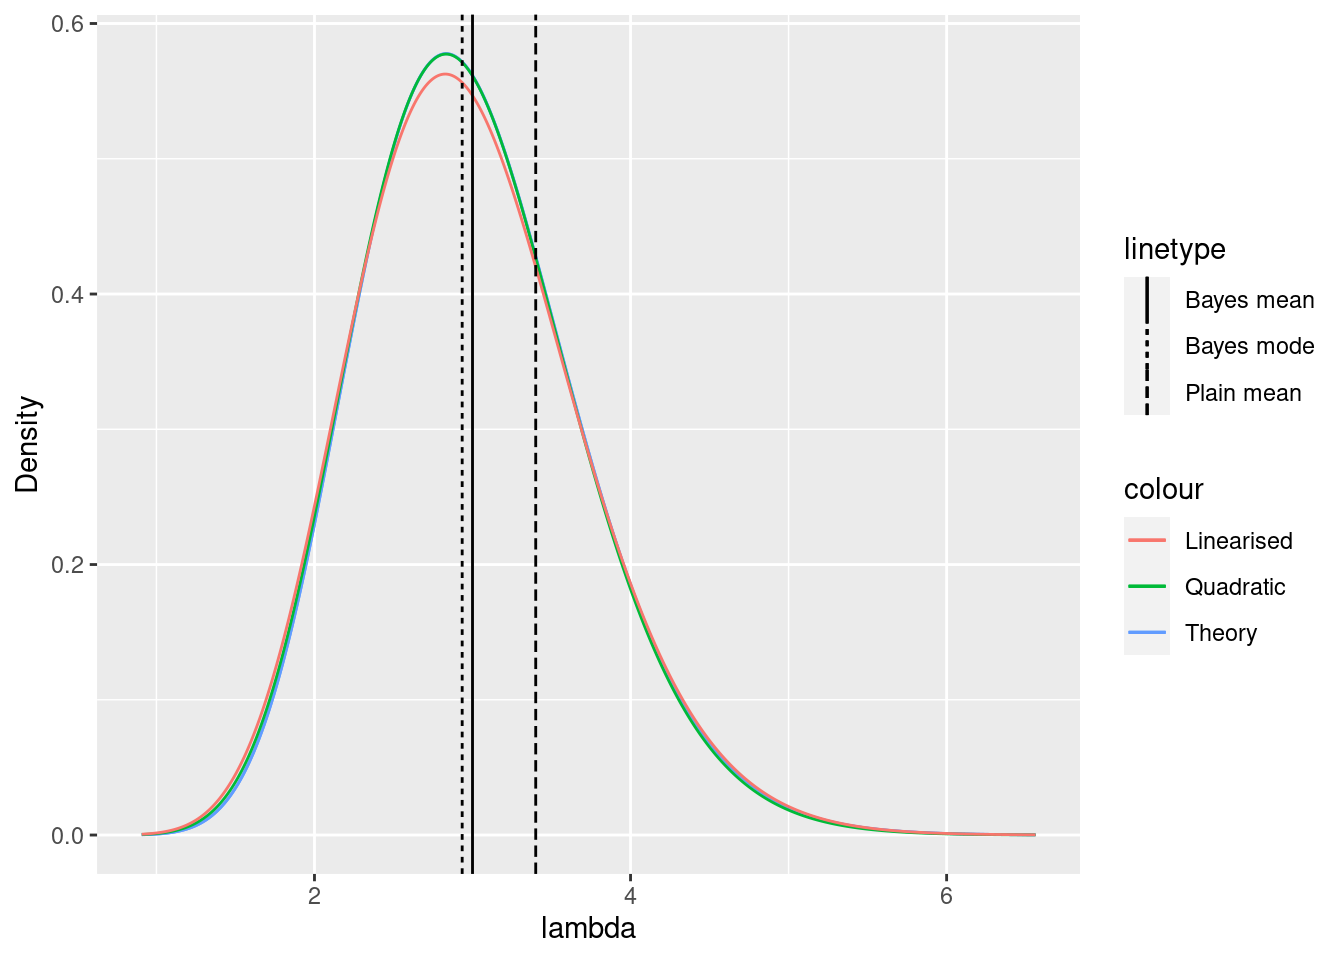 0.6
0.4
0.2
0.0
Density
2
4
6
lambda
linetype
Bayes mean
Bayes mode
Plain mean
colour
Linearised
Quadratic
Theory